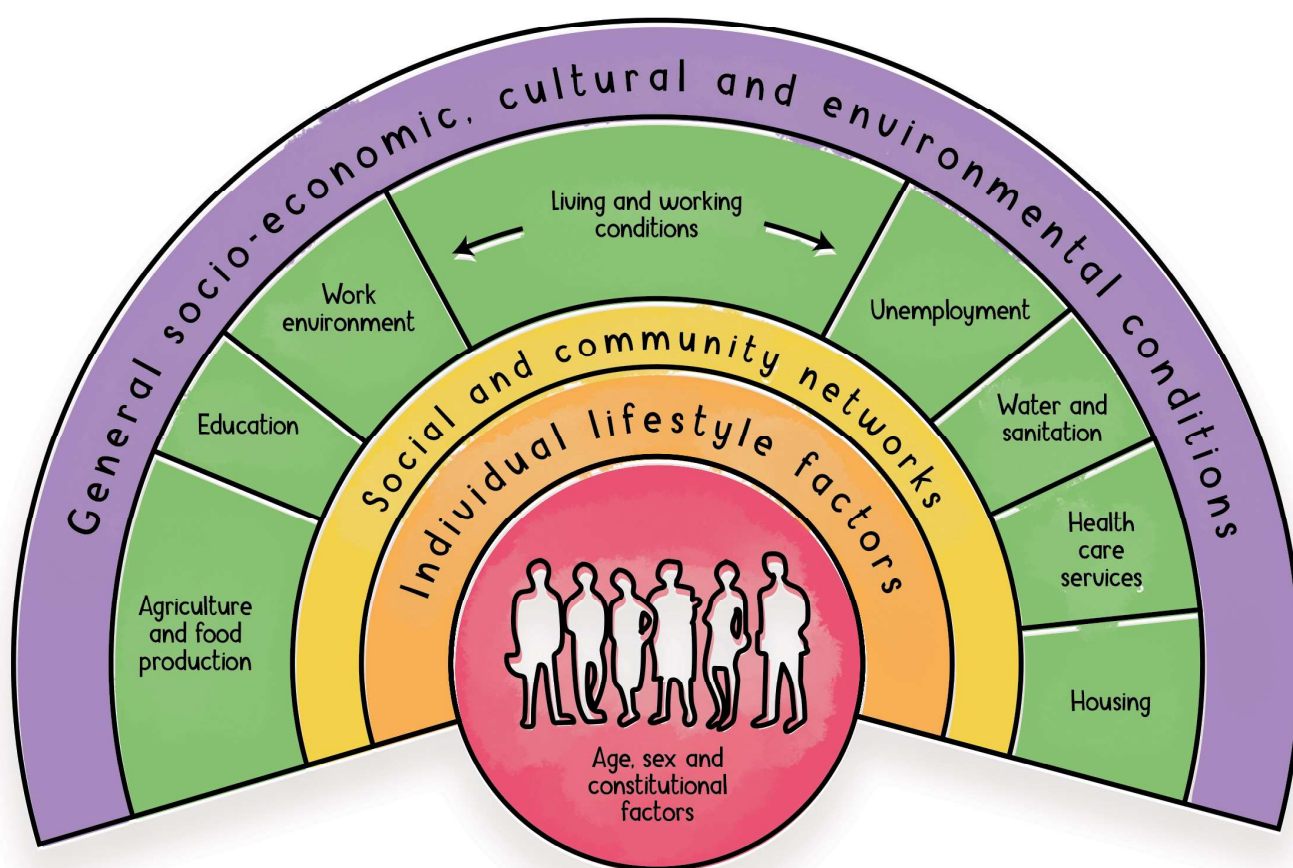 General socio-economic, cultural and environmental conditions
Living and working
conditions
Work
environment
Unemployment
Education
Water and
sanitation
Agriculture
and food
production
Health
care
services
Housing
Social and community networks
Individual lifestyle factors
Age, sex and
constitutional
factors